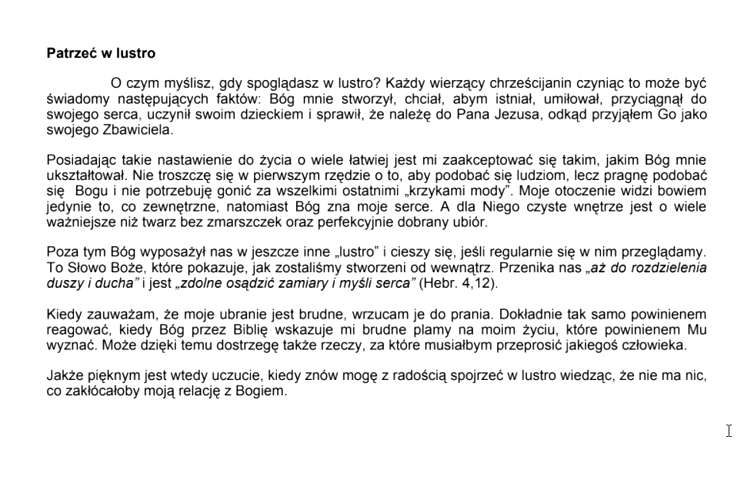 Patrzeć w lustro
O czym myślisz, gdy spoglądasz w lustro? Każdy wierzący chrześcijanin czyniąc to może być
świadomy następujących faktów: Bóg mnie stworzył, chciał, abym istniał, umiłował, przyciągnął do
swojego serca, uczynił swoim dzieckiem i sprawił, że należę do Pana Jezusa, odkąd przyjąłem Go jako
swojego Zbawiciela.
Posiadając takie nastawienie do życia o wiele łatwiej jest mi zaakceptować się takim, jakim Bóg mnie
ukształtował. Nie troszczę się w pierwszym rzędzie o to, aby podobać się ludziom, lecz pragnę podobać
się Bogu i nie potrzebuję gonić za wszelkimi ostatnimi „krzykami mody”. Moje otoczenie widzi bowiem
jedynie to, co zewnętrzne, natomiast Bóg zna moje serce. A dla Niego czyste wnętrze jest o wiele
ważniejsze niż twarz bez zmarszczek oraz perfekcyjnie dobrany ubiór.
Poza tym Bóg wyposażył nas w jeszcze inne „lustro” i cieszy się, jeśli regularnie się w nim przeglądamy.
To Słowo Boże, które pokazuje, jak zostaliśmy stworzeni od wewnątrz. Przenika nas „aż do rozdzielenia
duszy i ducha” i jest „zdolne osądzić zamiary i myśli serca” (Hebr. 4,12).
Kiedy zauważam, że moje ubranie jest brudne, wrzucam je do prania. Dokładnie tak samo powinienem
reagować, kiedy Bóg przez Biblię wskazuje mi brudne plamy na moim życiu, które powinienem Mu
wyznać. Może dzięki temu dostrzegę także rzeczy, za które musiałbym przeprosić jakiegoś człowieka.
Jakże pięknym jest wtedy uczucie, kiedy znów mogę z radością spojrzeć w lustro wiedząc, że nie ma nic,
co zakłócałoby moją relację z Bogiem.